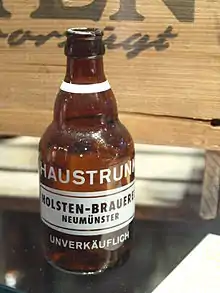 HAUSTRUNK
HOLSTEN-BRAUEREI
NEUMÜNSTER
UNVERKÄUFLICH